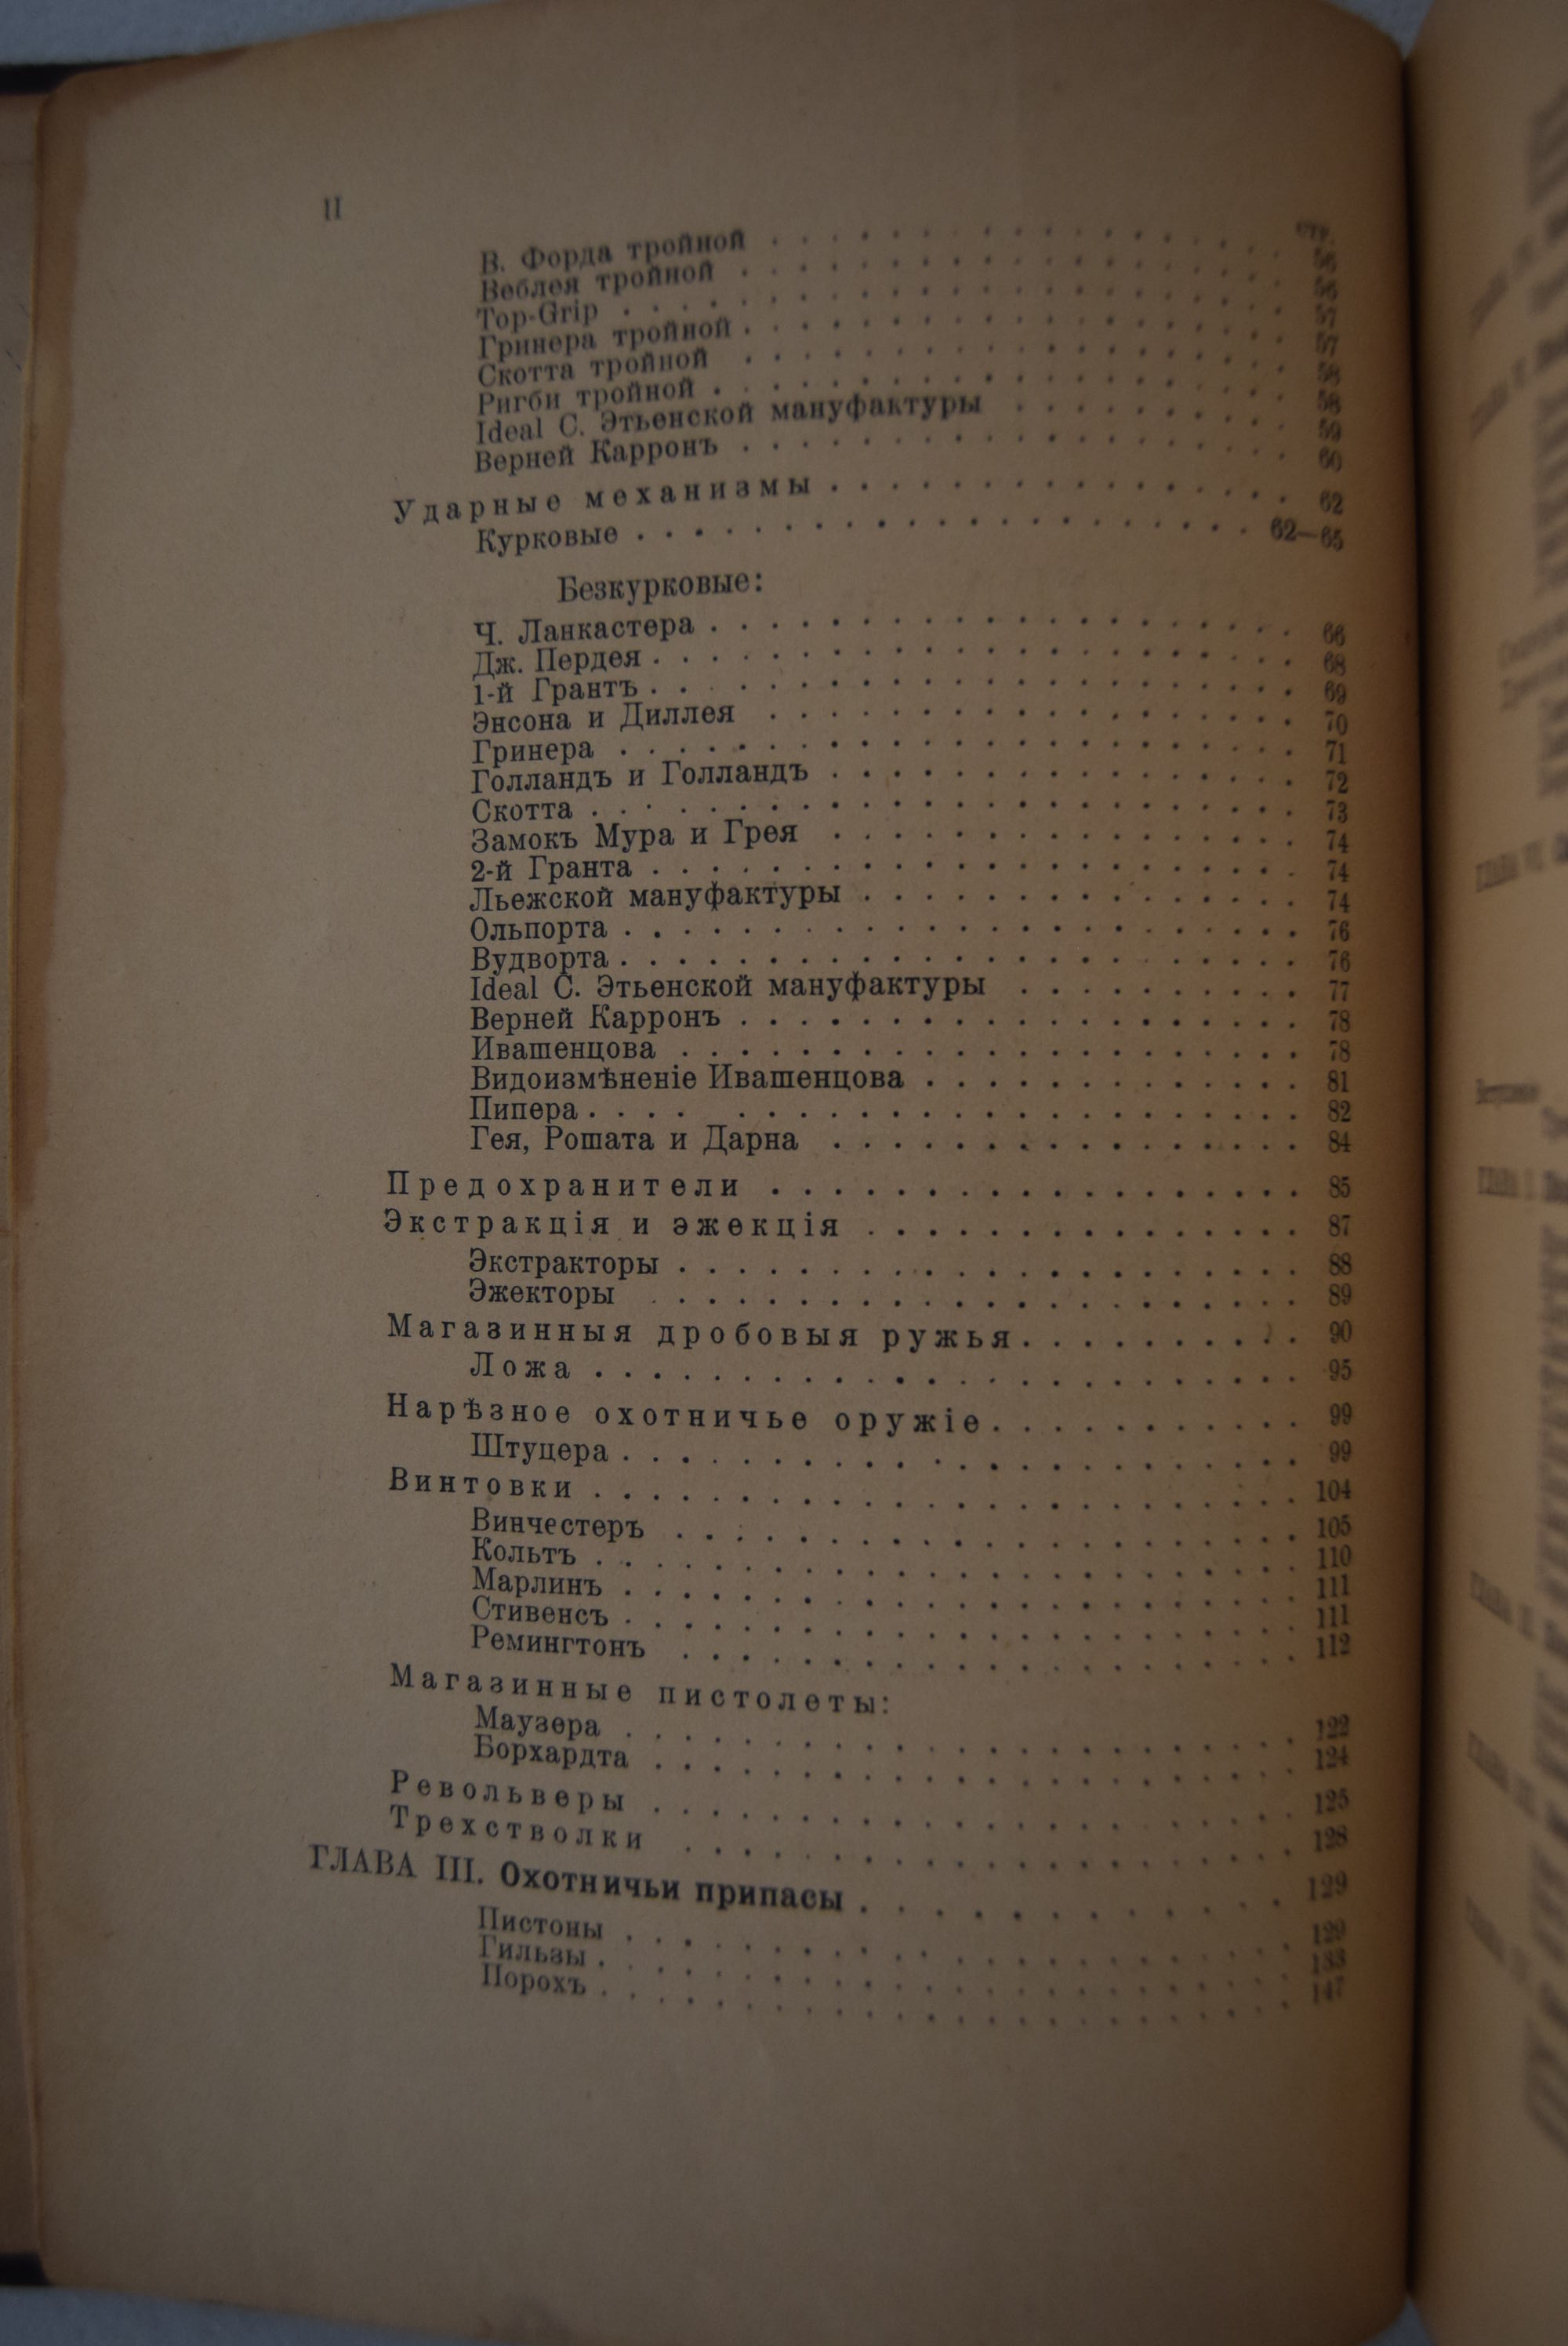 II
СТР.
В. Форда тройной . . . 56
Веблея тройной . . . 56
Top-Grip . . . 57
Гринера тройной . . . 57
Скотта тройной . . . 58
Ригби тройной . . . 58
Ideal С. Этьенской мануфактуры . . . 59
Верней Карронъ . . . 60
Ударные механизмы . . . 62
Курковые . . . 62—65
Безкурковые:
Ч. Ланкастера . . . 66
Дж. Пердея . . . 68
1-й Грантъ . . . 69
Энсона и Диллея . . . 70
Гринера . . . 71
Голландъ и Голландъ . . . 72
Скотта . . . 73
Замокъ Мура и Грея . . . 74
2-й Гранта . . . 74
Льежской мануфактуры . . . 74
Ольпорта . . . 76
Вудворта . . . 76
Ideal С. Этьенской мануфактуры . . . 77
Верней Карронъ . . . 78
Ивашенцова . . . 78
Видоизмѣненіе Ивашенцова . . . 81
Пипера . . . 82
Гея, Рошата и Дарна . . . 84
Предохранители . . . 85
Экстракція и эжекція . . . 87
Экстракторы . . . 88
Эжекторы . . . 89
Магазинныя дробовыя ружья . . . 90
Ложа . . . 95
Нарѣзное охотничье оружіе . . . 99
Штуцера . . . 99
Винтовки . . . 104
Винчестеръ . . . 105
Кольтъ . . . 110
Марлинъ . . . 111
Стивенсъ . . . 111
Ремингтонъ . . . 112
Магазинные пистолеты:
Маузера . . . 122
Борхардта . . . 124
Револьверы . . . 125
Трехстволки . . . 128
ГЛАВА III. Охотничьи припасы . . . 129
Пистоны . . . 129
Гильзы . . . 133
Порохъ . . . 147